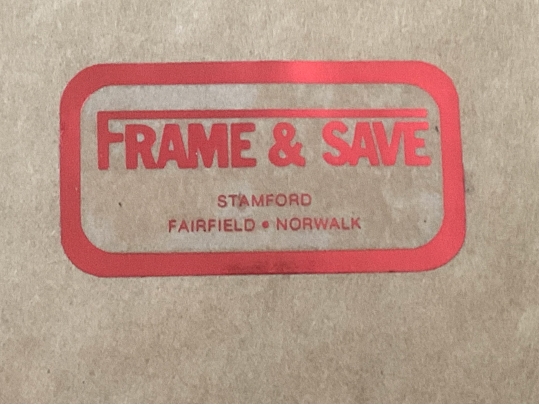 FRAME & SAVE
STAMFORD
FAIRFIELD • NORWALK